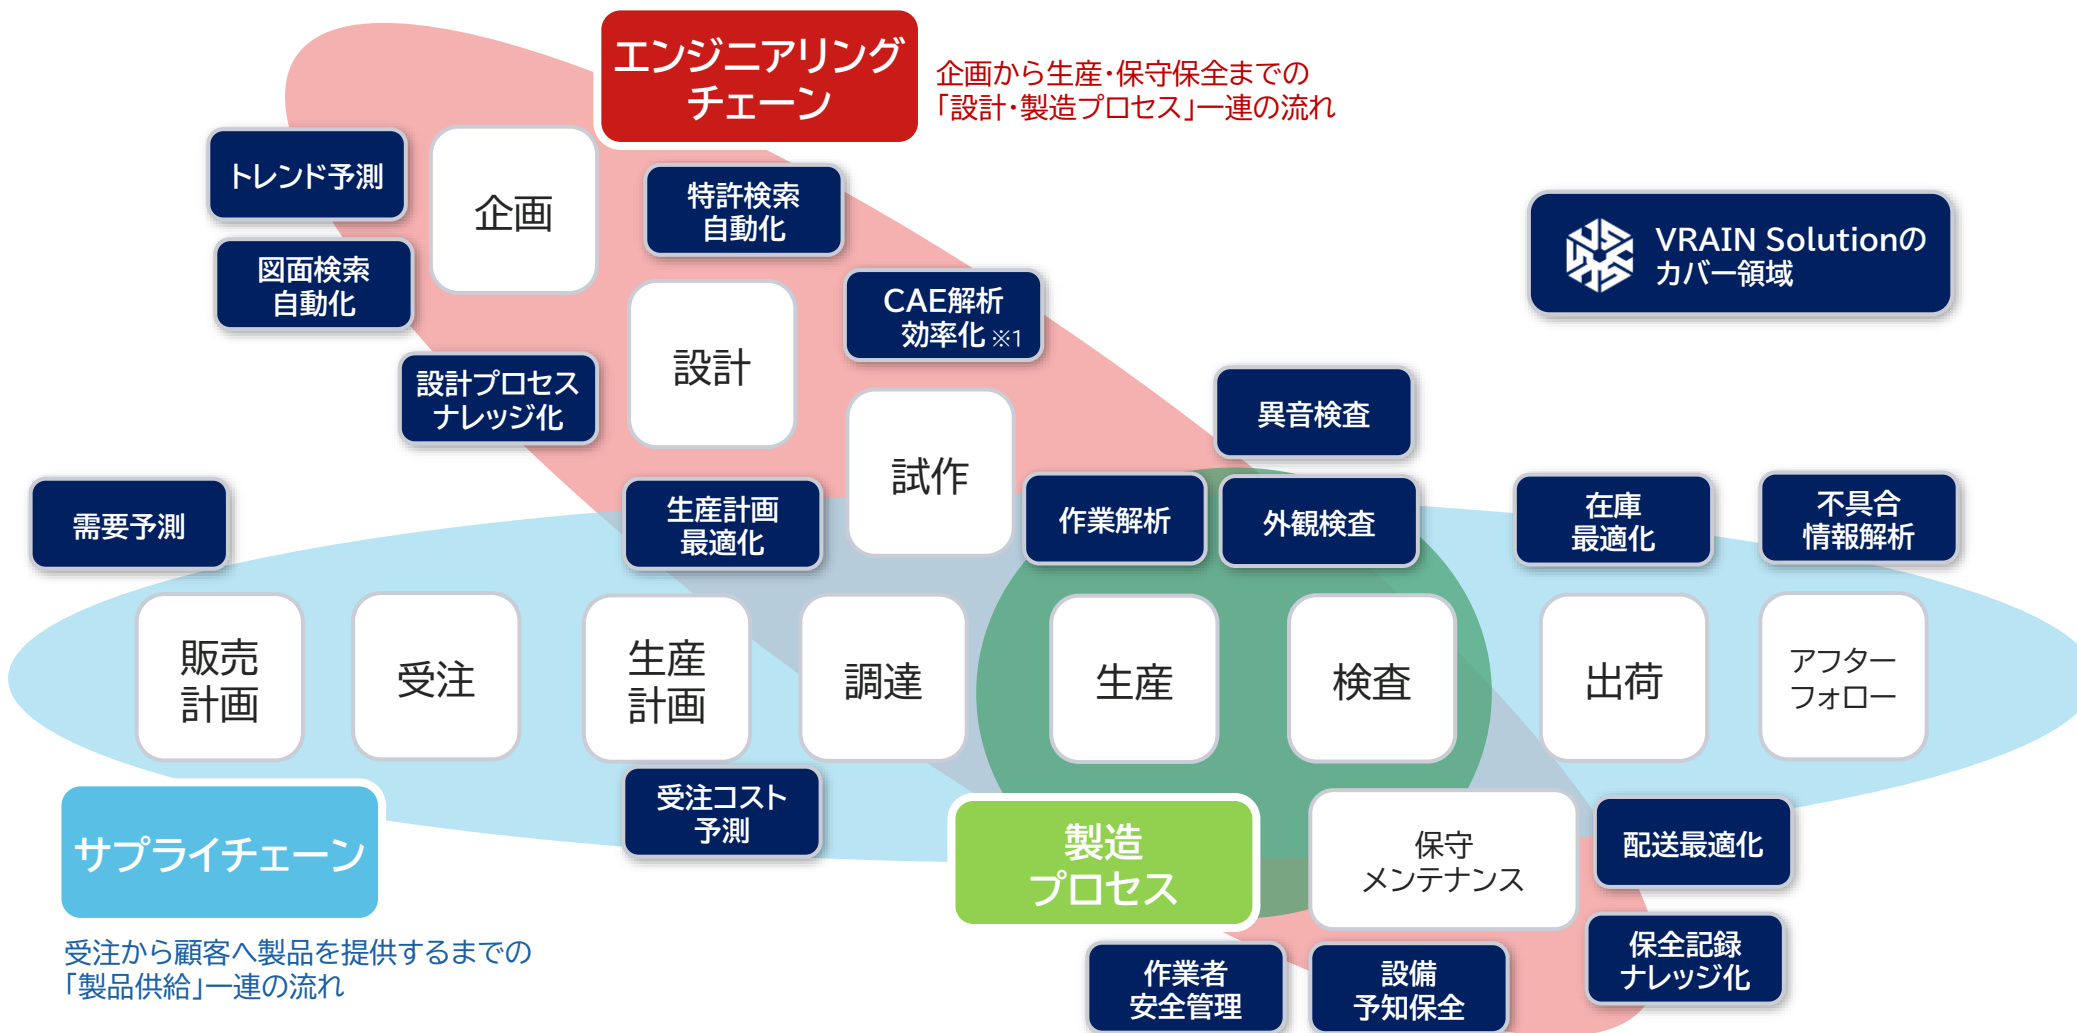 エンジニアリング
チェーン
企画から生産・保守保全までの
「設計・製造プロセス」一連の流れ
トレンド予測
企画
特許検索
自動化
VRAIN Solutionの
カバー領域
図面検索
自動化
設計
CAE解析
効率化 ※1
設計プロセス
ナレッジ化
試作
異音検査
需要予測
生産計画
最適化
作業解析
外観検査
在庫
最適化
不具合
情報解析
販売
計画
受注
生産
計画
調達
生産
検査
出荷
アフター
フォロー
サプライチェーン
受注コスト
予測
製造
プロセス
保守
メンテナンス
配送最適化
受注から顧客へ製品を提供するまでの
「製品供給」一連の流れ
作業者
安全管理
設備
予知保全
保全記録
ナレッジ化